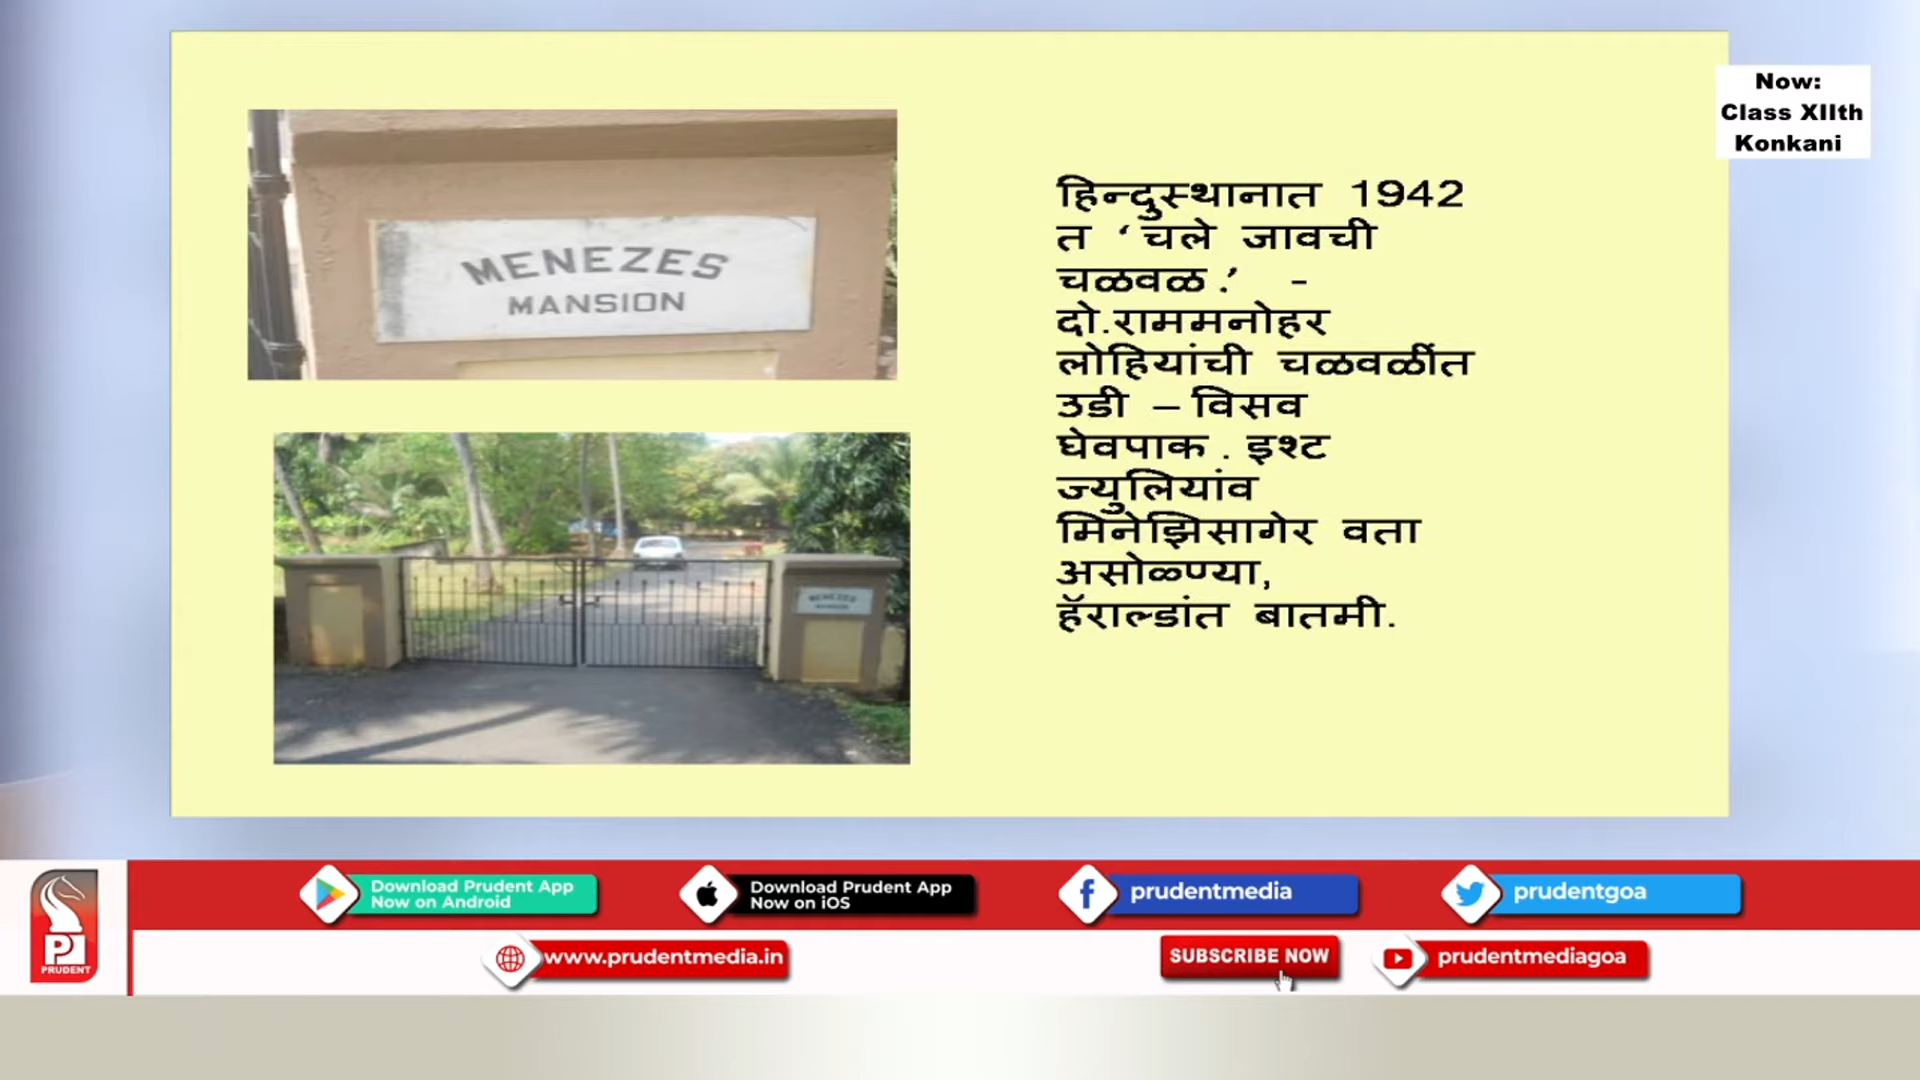 Now:
Class XIIth
Konkani
MENEZES
MANSION
MENEZES
MANSION
हिन्दुस्थानात 1942
त ‘ चले जावची
चळवळ .’ -
दो.राममनोहर
लोहियांची चळवळींत
उडी – विसव
घेवपाक . इश्ट
ज्युलियांव
मिनेझिसागेर वता
असोळ्ण्या,
हॅराल्डांत बातमी.
Download Prudent App
Now on Android
Download Prudent App
Now on iOS
prudentmedia
prudentgoa
PRUDENT
www.prudentmedia.in
SUBSCRIBE NOW
prudentmediagoa